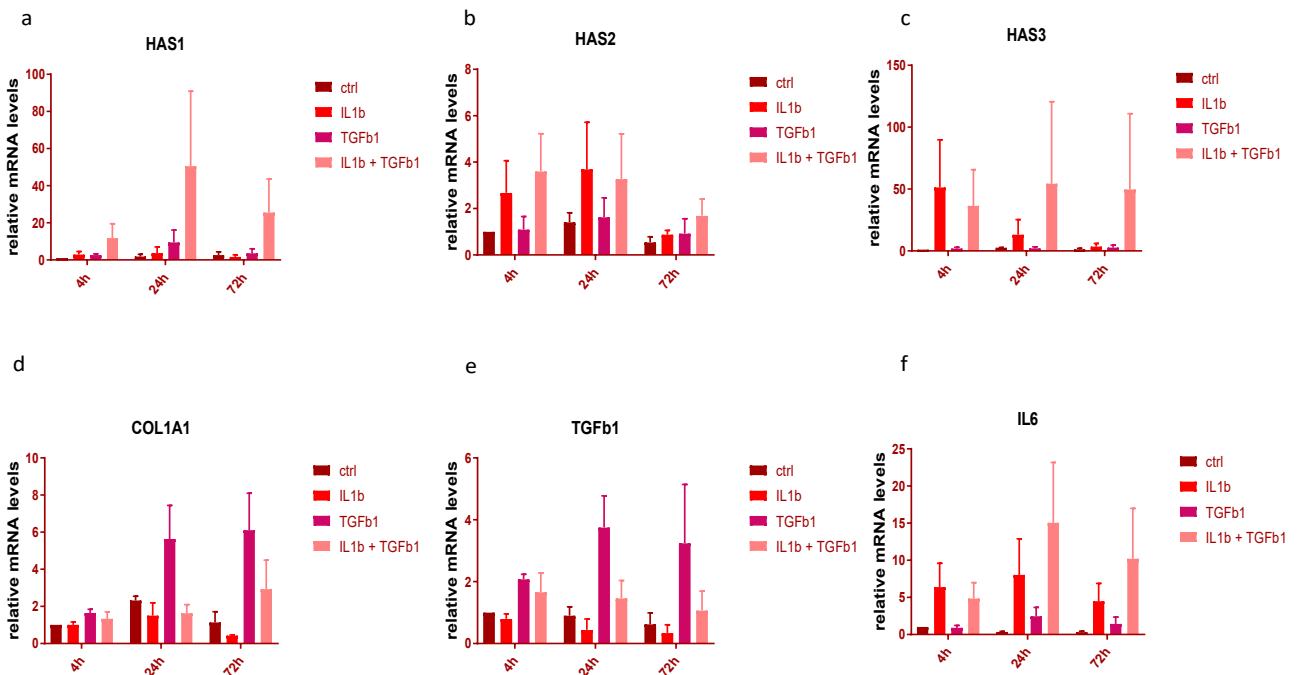 a
HAS1
relative mRNA levels
100
80
60
40
20
0
4h
24h
72h
ctrl
IL1b
TGFb1
IL1b + TGFb1
b
HAS2
relative mRNA levels
8
6
4
2
0
4h
24h
72h
ctrl
IL1b
TGFb1
IL1b + TGFb1
c
HAS3
relative mRNA levels
150
100
50
0
4h
24h
72h
ctrl
IL1b
TGFb1
IL1b + TGFb1
d
COL1A1
relative mRNA levels
10
8
6
4
2
0
4h
24h
72h
ctrl
IL1b
TGFb1
IL1b + TGFb1
e
TGFb1
relative mRNA levels
6
4
2
0
4h
24h
72h
ctrl
IL1b
TGFb1
IL1b + TGFb1
f
IL6
relative mRNA levels
25
20
15
10
5
0
4h
24h
72h
ctrl
IL1b
TGFb1
IL1b + TGFb1